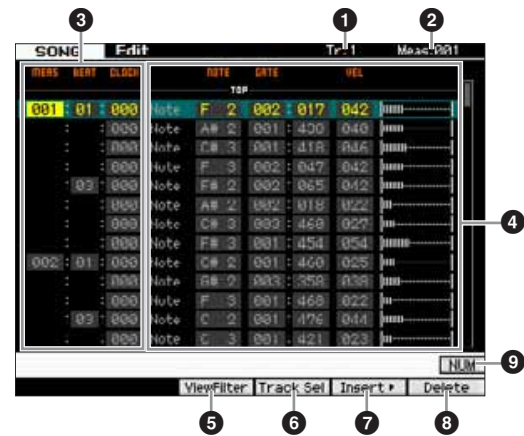 1 2 3
SONG Edit Tr:1 Meas:001
MEAS BEAT CLOCK NOTE GATE VEL
TOP
001 : 01 : 000 Note F 2 002 : 017 042
: : 000 Note A# 2 001 : 430 040
: : 000 Note C# 3 001 : 418 046
: : 000 Note F 3 002 : 047 042
: 03 : 000 Note F# 2 002 : 065 042
: : 000 Note A# 2 002 : 018 022
: : 000 Note C# 3 003 : 468 027
: : 000 Note F# 3 001 : 454 054
002 : 01 : 000 Note C# 2 001 : 460 025
: : 000 Note G# 2 003 : 358 038
: : 000 Note F 3 001 : 468 022
: 03 : 000 Note C 2 001 : 476 044
: : 000 Note C 3 001 : 421 023
4
NUM 9
ViewFilter Track Sel Insert Delete
5 6 7 8